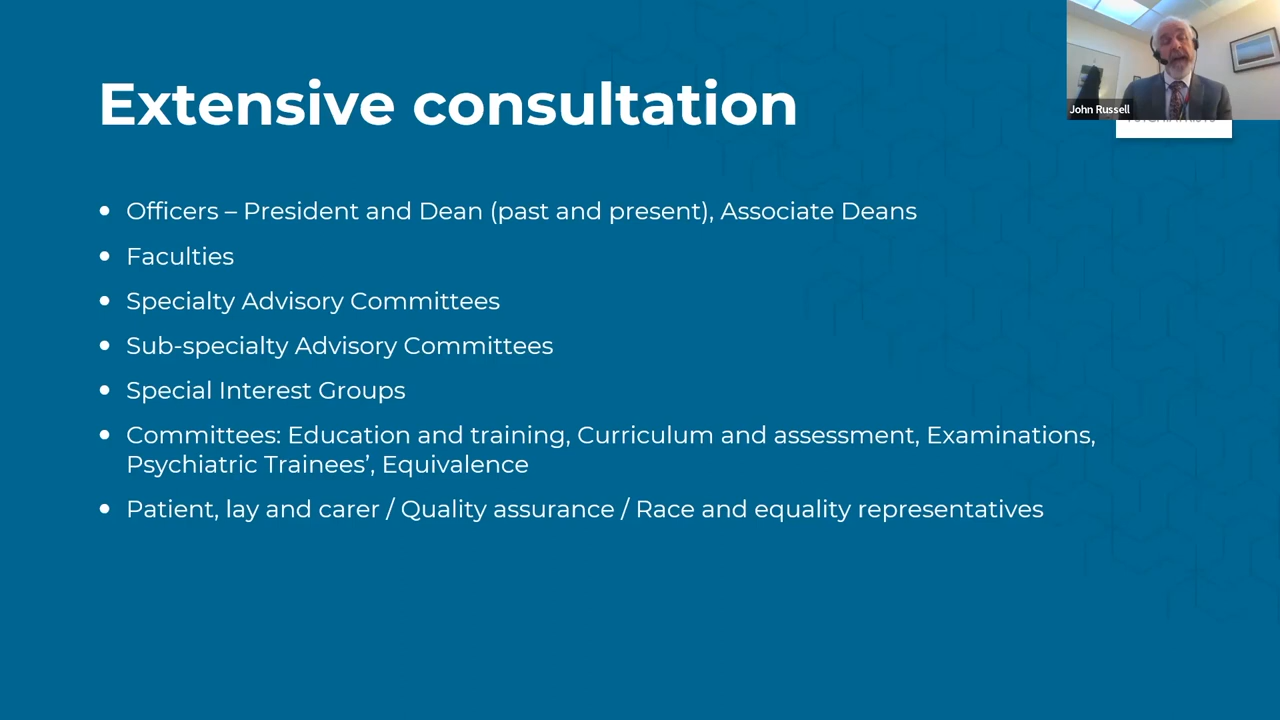 Extensive consultation
John Russell
• Officers – President and Dean (past and present), Associate Deans
• Faculties
• Specialty Advisory Committees
• Sub-specialty Advisory Committees
• Special Interest Groups
• Committees: Education and training, Curriculum and assessment, Examinations,
Psychiatric Trainees’, Equivalence
• Patient, lay and carer / Quality assurance / Race and equality representatives